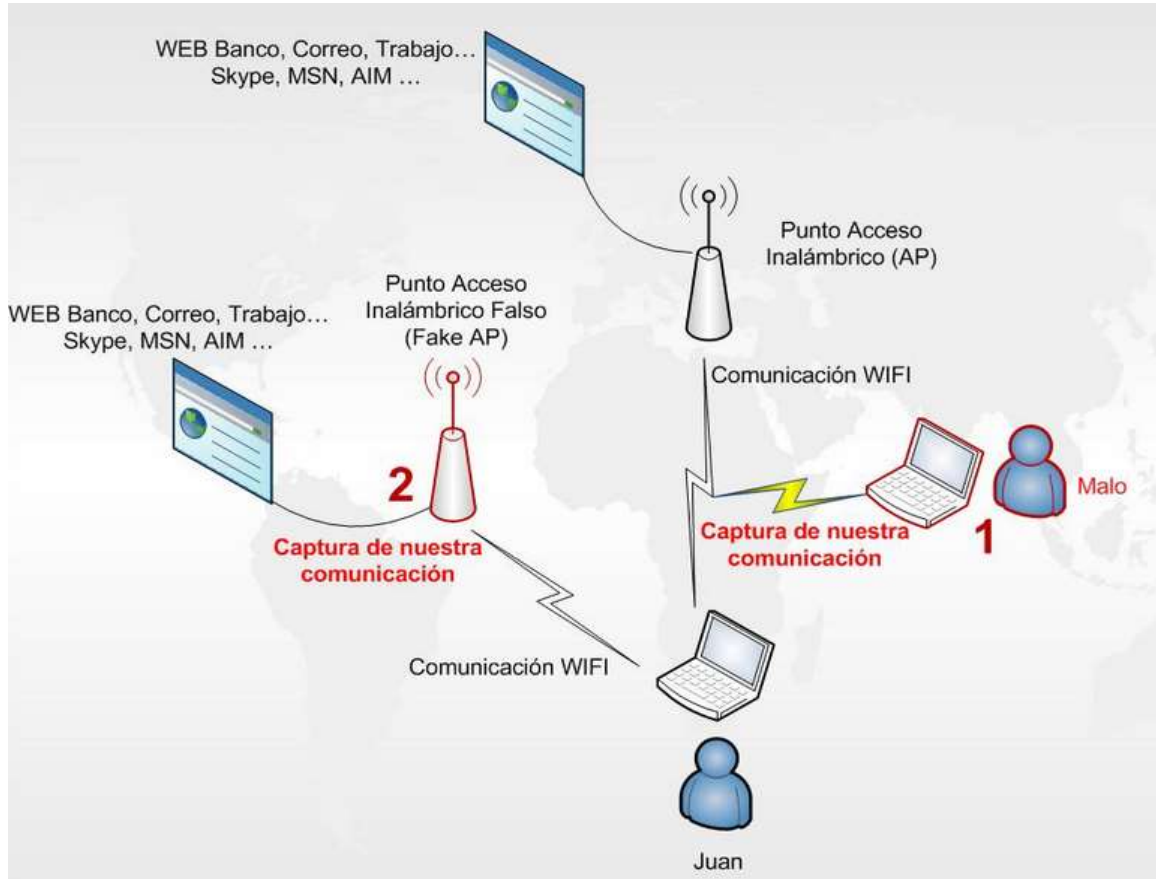 WEB Banco, Correo, Trabajo…
Skype, MSN, AIM …
Punto Acceso
Inalámbrico (AP)
Punto Acceso
Inalámbrico Falso
(Fake AP)
WEB Banco, Correo, Trabajo…
Skype, MSN, AIM …
Comunicación WIFI
2
Malo
1
Captura de nuestra
comunicación
Captura de nuestra
comunicación
Comunicación WIFI
Juan